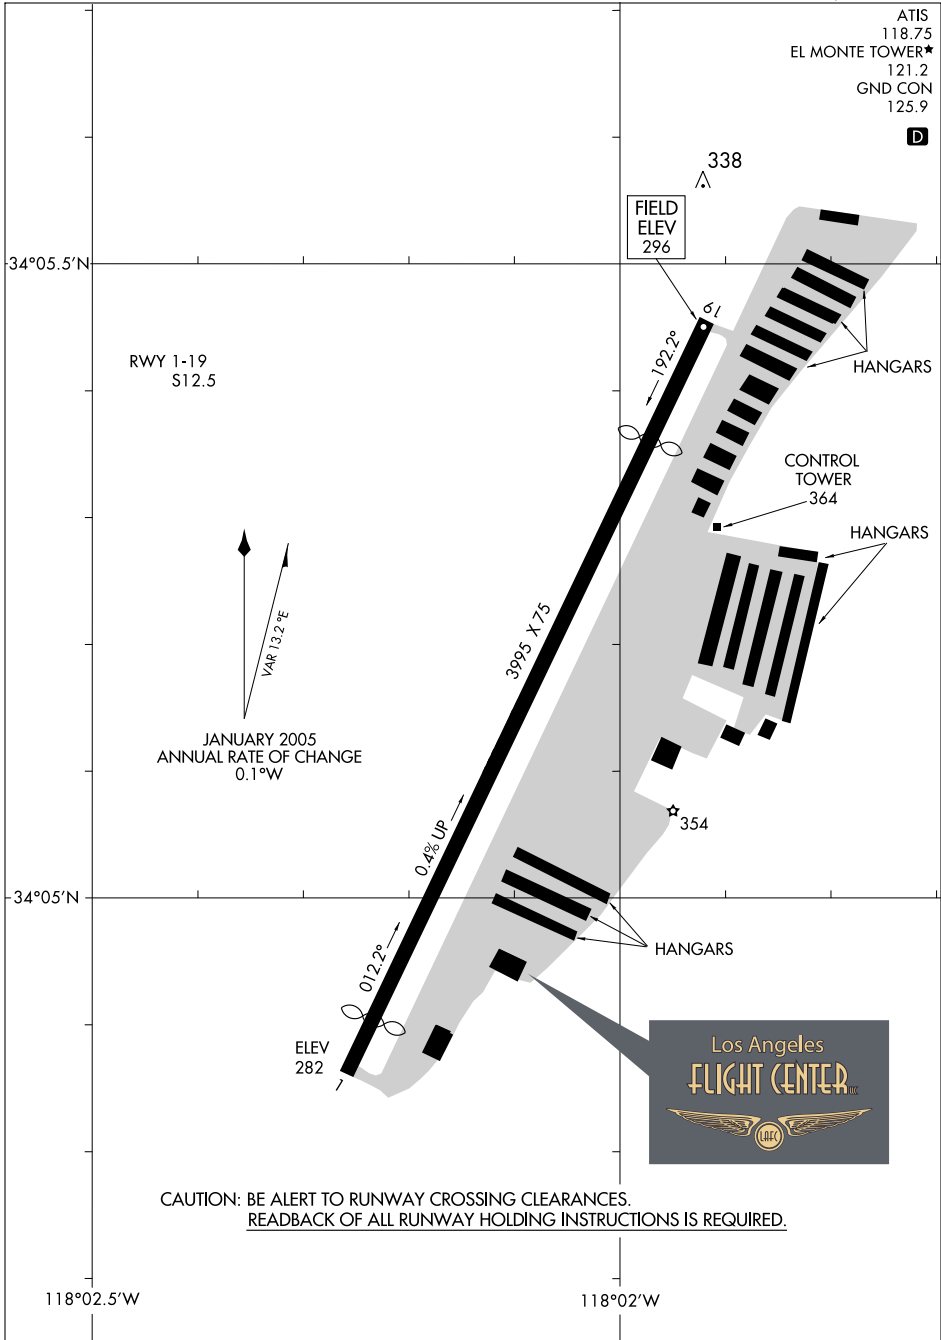 ATIS
118.75
EL MONTE TOWER★
121.2
GND CON
125.9
D
338
FIELD
ELEV
296
34°05.5'N
19
RWY 1-19
S12.5
192.2°
HANGARS
CONTROL
TOWER
364
HANGARS
VAR 13.2 °E
3995 X 75
JANUARY 2005
ANNUAL RATE OF CHANGE
0.1°W
0.4% UP
354
34°05'N
012.2°
HANGARS
ELEV
282
1
Los Angeles
FLIGHT CENTER LLC
LAFC
CAUTION: BE ALERT TO RUNWAY CROSSING CLEARANCES.
READBACK OF ALL RUNWAY HOLDING INSTRUCTIONS IS REQUIRED.
118°02.5'W
118°02'W